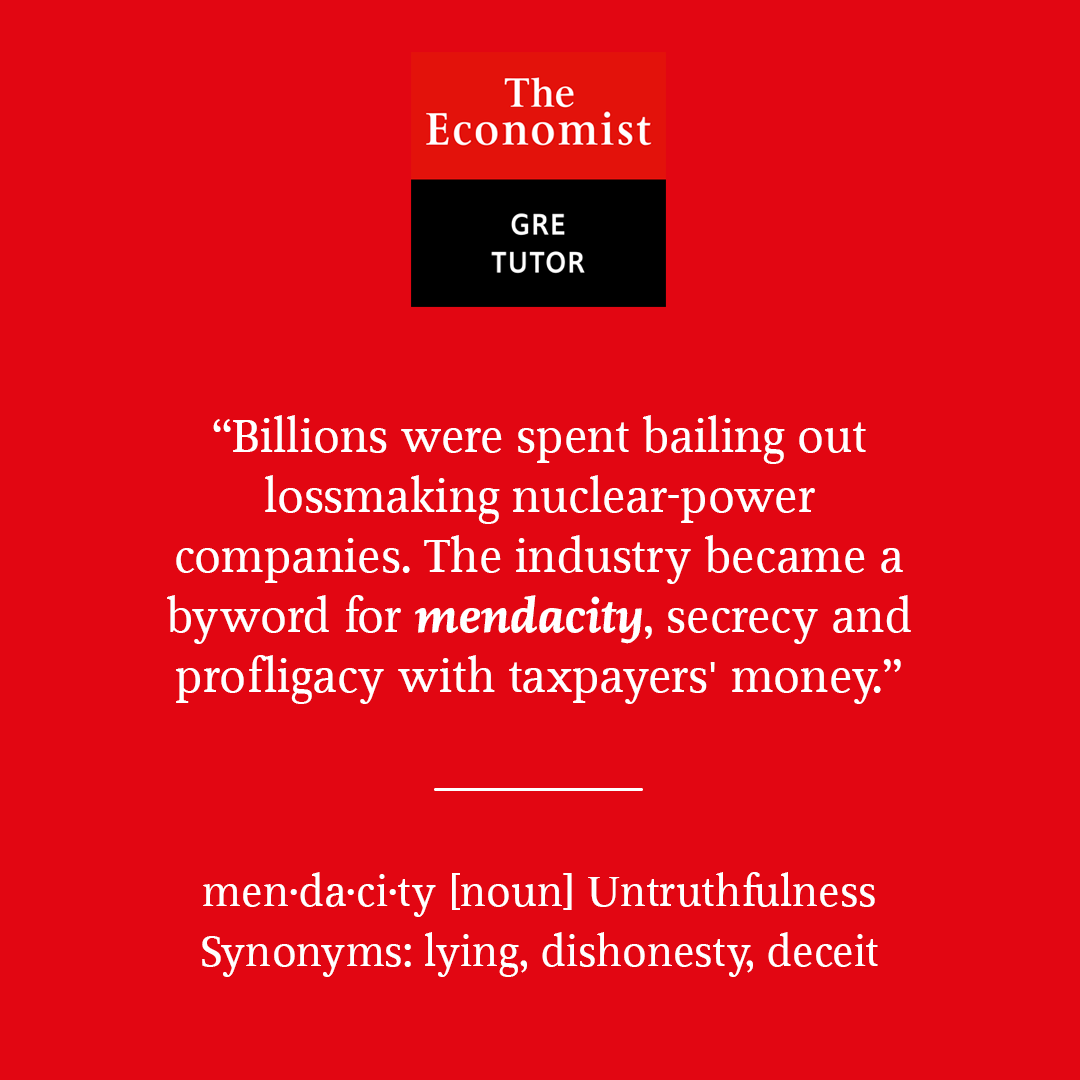 The
Economist
GRE
TUTOR
“Billions were spent bailing out
lossmaking nuclear-power
companies. The industry became a
byword for mendacity, secrecy and
profligacy with taxpayers' money.”
men·da·ci·ty [noun] Untruthfulness
Synonyms: lying, dishonesty, deceit